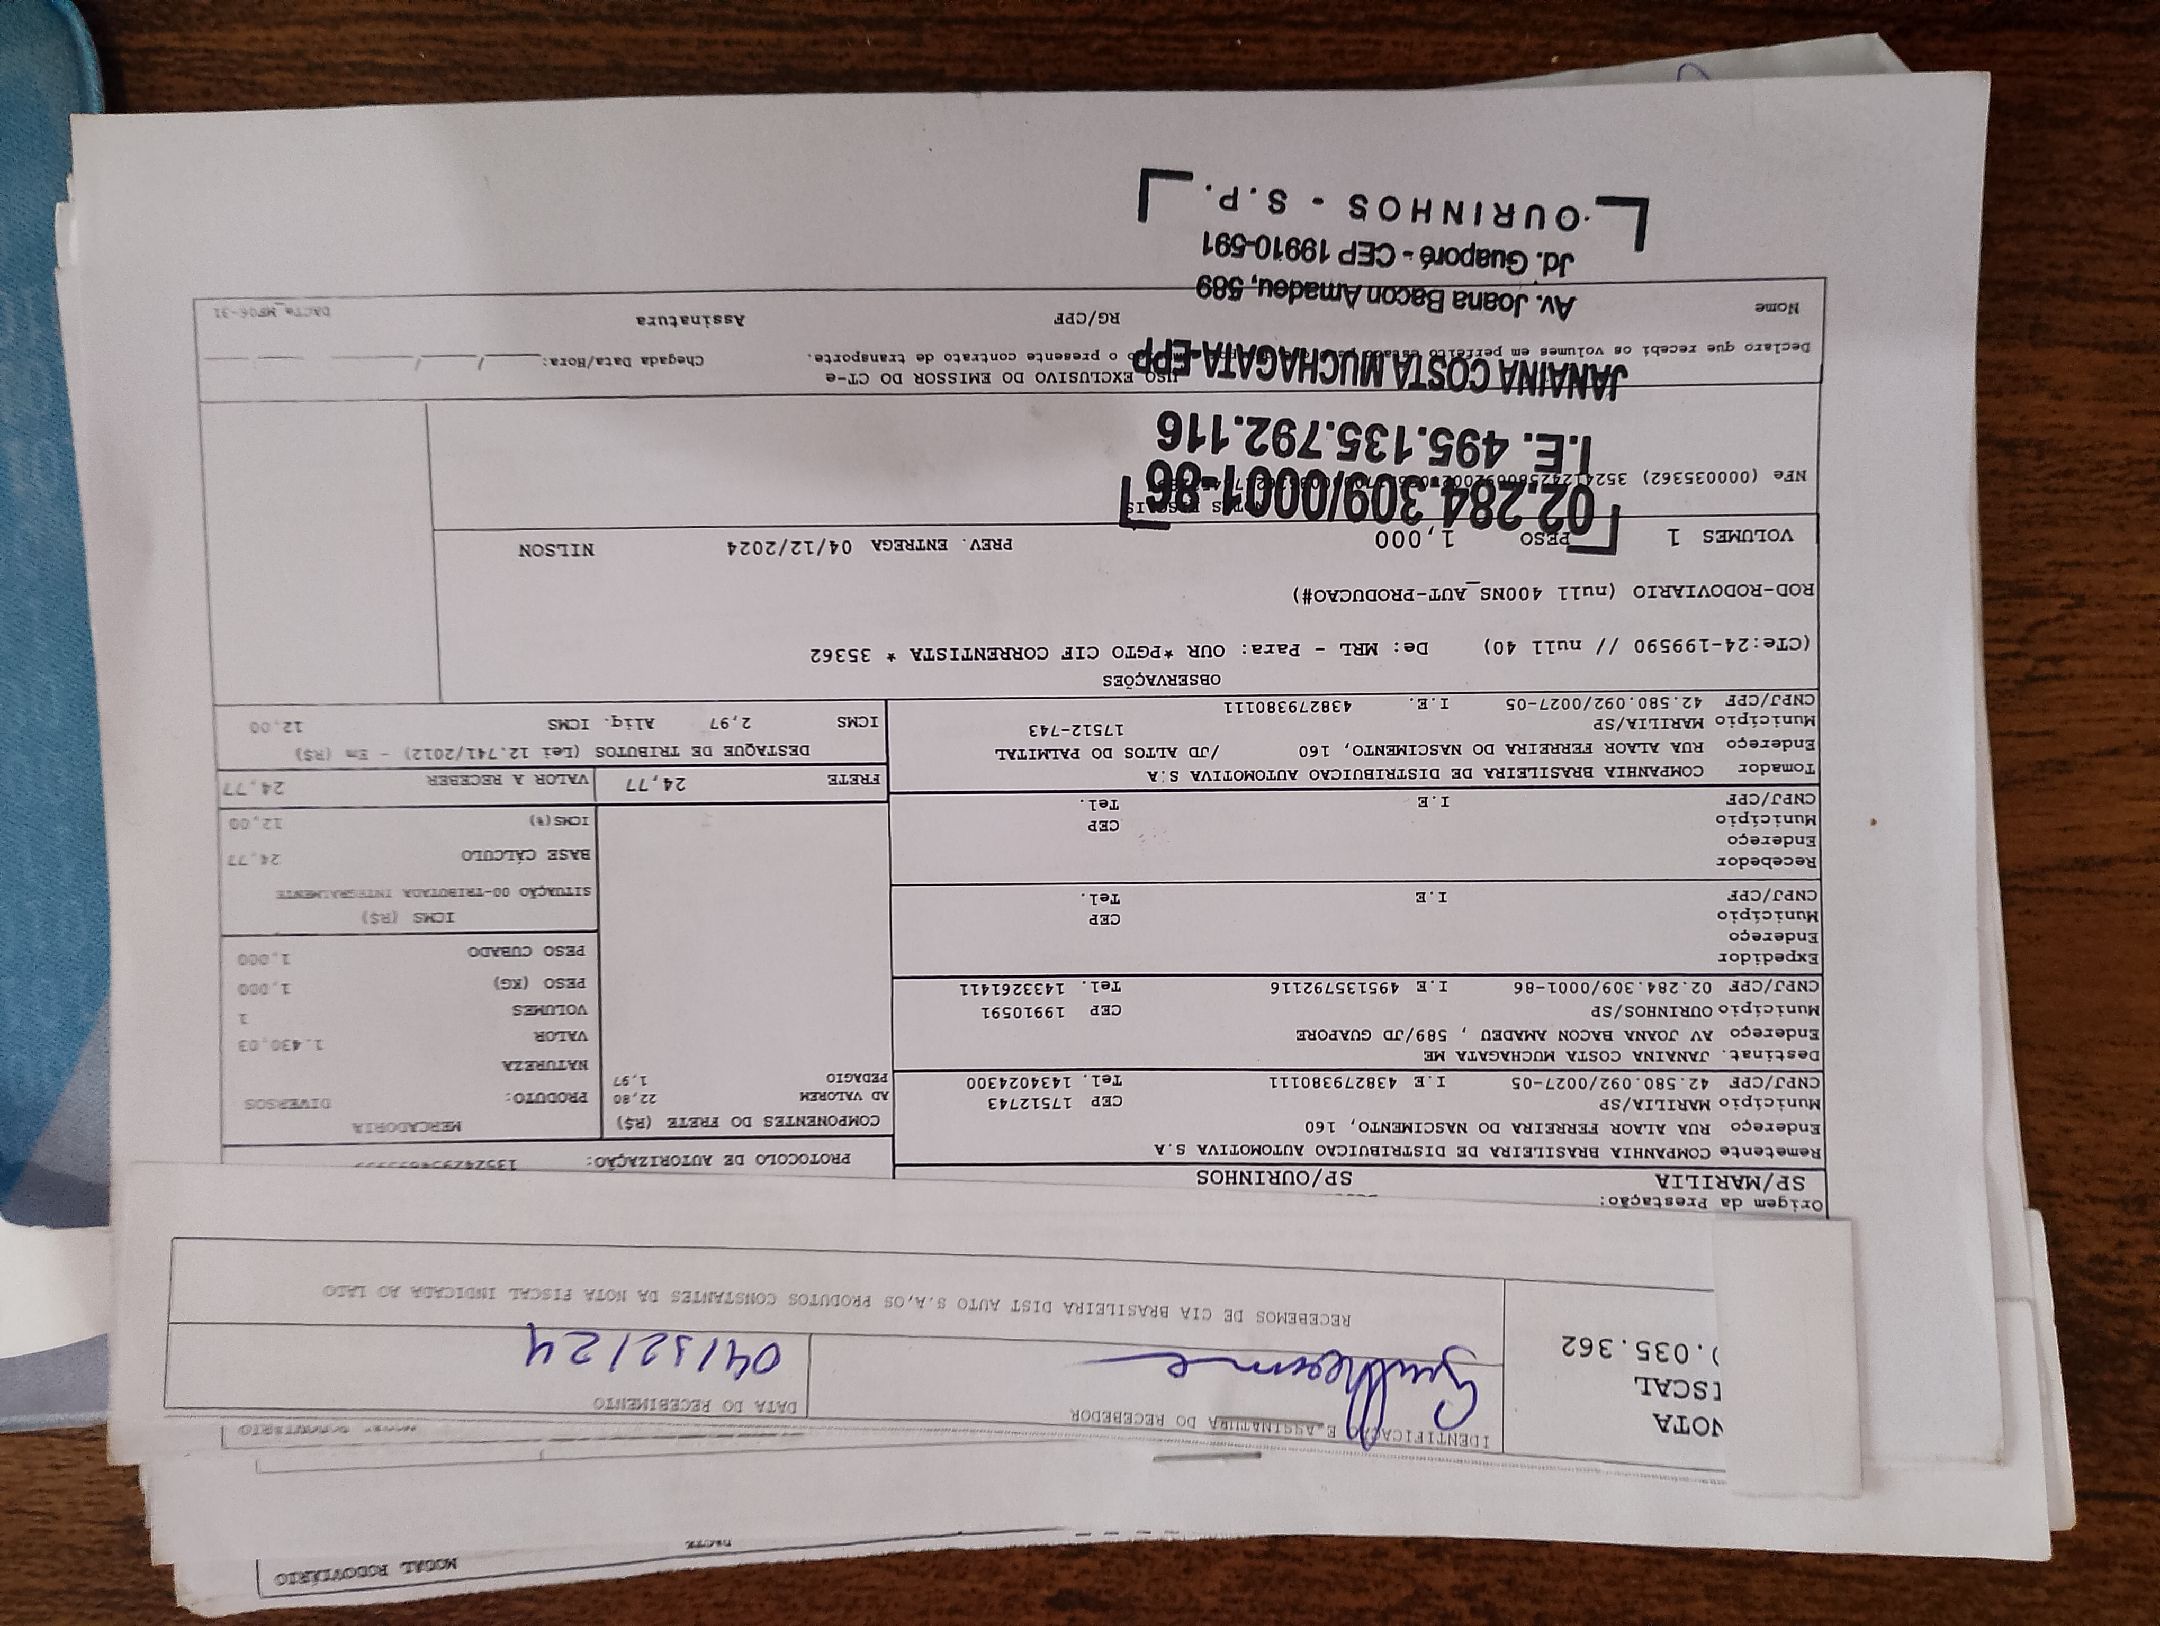 MODAL RODOVIÁRIO
DACTE
IDENTIFICAÇÃO E ASSINATURA DO RECEBEDOR
DATA DO RECEBIMENTO
Guilherme
04/12/24
NOTA
ISCAL
).035.362
RECEBEMOS DE CIA BRASILEIRA DIST AUTO S.A,OS PRODUTOS CONSTANTES DA NOTA FISCAL INDICADA AO LADO
Origem da Prestação:
SP/MARILIA SP/OURINHOS
Remetente COMPANHIA BRASILEIRA DE DISTRIBUICAO AUTOMOTIVA S.A
Endereço RUA ALAOR FERREIRA DO NASCIMENTO, 160
Município MARILIA/SP CEP 17512743
CNPJ/CPF 42.580.092/0027-05 I.E 438279380111 Tel. 1434024300
Destinat. JANAINA COSTA MUCHAGATA ME
Endereço AV JOANA BACON AMADEU , 589/JD GUAPORE
Município OURINHOS/SP CEP 19910591
CNPJ/CPF 02.284.309/0001-86 I.E 495135792116 Tel. 1433261411
Expedidor
Endereço
Município CEP
CNPJ/CPF I.E Tel.
Recebedor
Endereço
Município CEP
CNPJ/CPF I.E Tel.
Tomador COMPANHIA BRASILEIRA DE DISTRIBUICAO AUTOMOTIVA S.A
Endereço RUA ALAOR FERREIRA DO NASCIMENTO, 160 /JD ALTOS DO PALMITAL
Município MARILIA/SP 17512-743
CNPJ/CPF 42.580.092/0027-05 I.E. 438279380111
PROTOCOLO DE AUTORIZAÇÃO:
COMPONENTES DO FRETE (R$)
AD VALOREM 22,80
PEDAGIO 1,97
MERCADORIA
PRODUTO: DIVERSOS
NATUREZA
VALOR 1.430,03
VOLUMES 1
PESO (KG) 1,000
PESO CUBADO 1,000
ICMS (R$)
SITUAÇÃO 00-TRIBUTADA INTEGRALMENTE
BASE CÁLCULO 24,77
ICMS(%) 12,00
FRETE 24,77 VALOR A RECEBER 24,77
DESTAQUE DE TRIBUTOS (Lei 12.741/2012) - Em (R$)
ICMS 2,97 Aliq. ICMS 12,00
OBSERVAÇÕES
(CTe:24-1995590 // null 40) De: MRL - Para: OUR *PGTO CIF CORRENTISTA * 35362
ROD-RODOVIARIO (null 400NS_AUT-PRODUCAO#)
VOLUMES 1 PESO 1,000 PREV. ENTREGA 04/12/2024 NILSON
NFe (000035362)
02.284.309/0001-86
I.E. 495.135.792.116
JANAINA COSTA MUCHAGATA-EPP
Av. Joana Bacon Amadeu, 589
Jd. Guaporé - CEP 19910-591
OURINHOS - S.P.
USO EXCLUSIVO DO EMISSOR DO CT-e
Declaro que recebi os volumes em perfeito estado o presente contrato de transporte.
Chegada Data/Hora: / /
Nome RG/CPF Assinatura